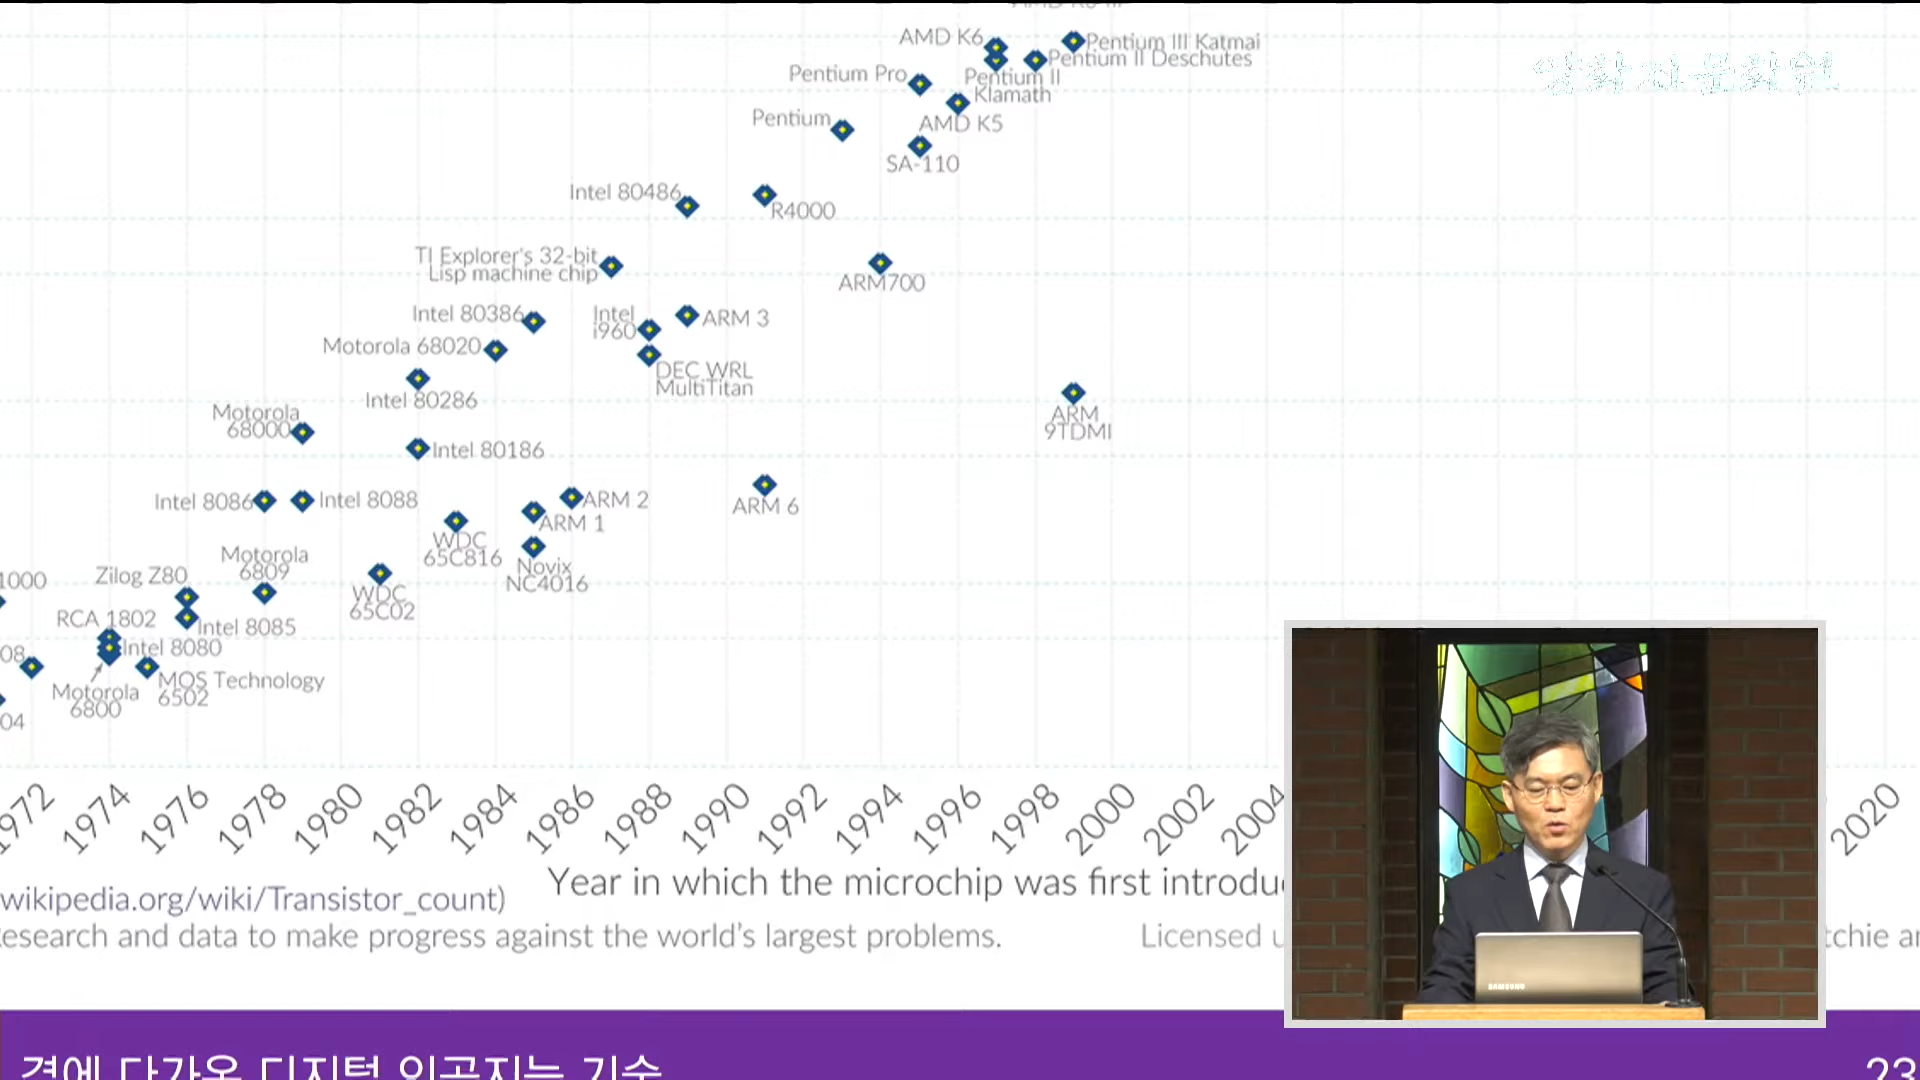 AMD K6
Pentium III Katmai
Pentium II Deschutes
Pentium Pro
Pentium II
Klamath
Pentium
AMD K5
SA-110
Intel 80486
R4000
TI Explorer's 32-bit
Lisp machine chip
ARM700
Intel 80386
Intel
i960
ARM 3
Motorola 68020
DEC WRL
MultiTitan
Intel 80286
Motorola
68000
ARM
9TDMI
Intel 80186
Intel 8086
Intel 8088
ARM 2
ARM 6
ARM 1
WDC
65C816
Novix
NC4016
Motorola
6809
Zilog Z80
1000
WDC
65C02
RCA 1802
Intel 8085
Intel 8080
08
MOS Technology
6502
Motorola
6800
04
1972 1974 1976 1978 1980 1982 1984 1986 1988 1990 1992 1994 1996 1998 2000 2002 2004 2020
Year in which the microchip was first introdu
wikipedia.org/wiki/Transistor_count)
esearch and data to make progress against the world's largest problems.
Licensed u
tchie an
SAMSUNG
곁에 다가온 디지털 인공지능 기술
23